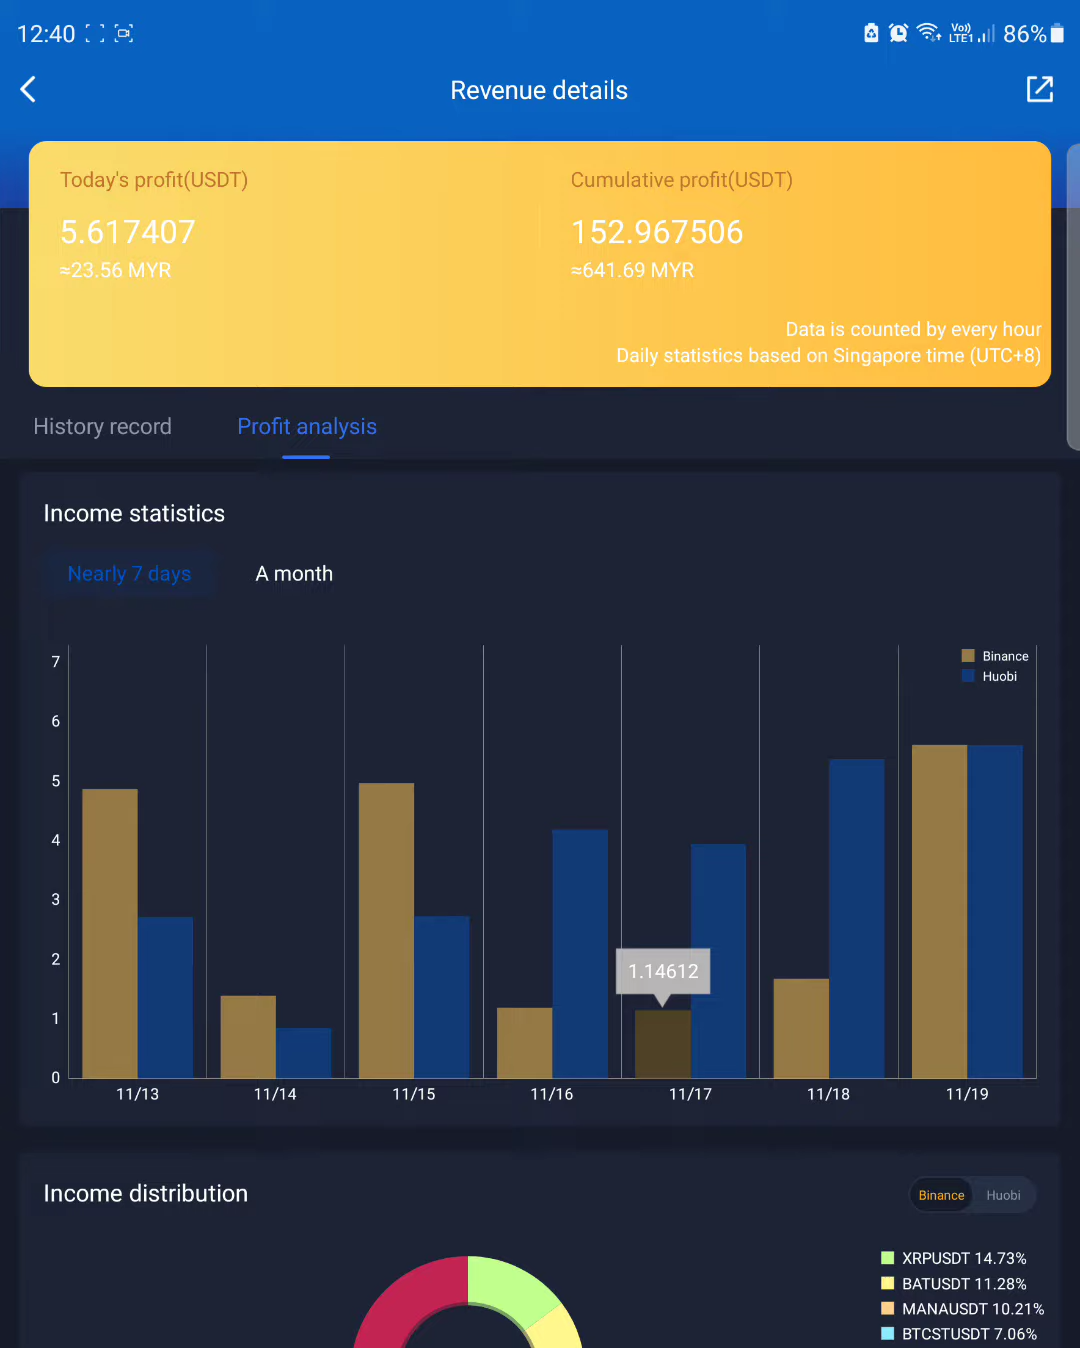 12:40
Vo)) LTE1 86%
Revenue details
Today's profit(USDT) Cumulative profit(USDT)
5.617407 152.967506
≈23.56 MYR ≈641.69 MYR
Data is counted by every hour
Daily statistics based on Singapore time (UTC+8)
History record Profit analysis
Income statistics
Nearly 7 days A month
Binance
Huobi
7
6
5
4
3
2
1
0
1.14612
11/13 11/14 11/15 11/16 11/17 11/18 11/19
Income distribution Binance Huobi
XRPUSDT 14.73%
BATUSDT 11.28%
MANAUSDT 10.21%
BTCSTUSDT 7.06%